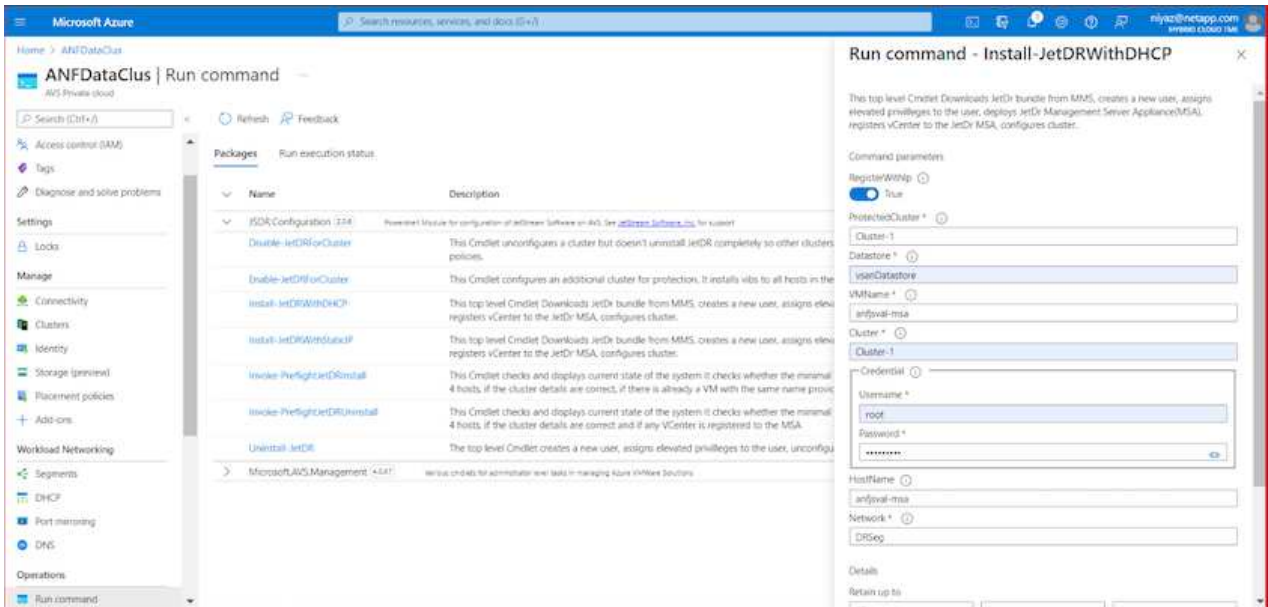 Microsoft Azure
Search resources, services, and docs (G+/)
niyaz@netapp.com
HYBRID CLOUD TME
Home > ANFDataClus
ANFDataClus | Run command
AVS Private cloud
Search (Ctrl+/)
Access control (IAM)
Tags
Diagnose and solve problems
Settings
Locks
Manage
Connectivity
Clusters
Identity
Storage (preview)
Placement policies
Add-ons
Workload Networking
Segments
DHCP
Port mirroring
DNS
Operations
Run command
Refresh
Feedback
Packages
Run execution status
Name
Description
JSDR.Configuration
Powershell Module for configuration of JetStream Software on AVS. See JetStream Software, Inc. for support
Disable-JetDRForCluster
This Cmdlet unconfigures a cluster but doesn't uninstall JetDR completely so other clusters
policies.
Enable-JetDRForCluster
This Cmdlet configures an additional cluster for protection. It installs vibs to all hosts in the
Install-JetDRWithDHCP
This top level Cmdlet Downloads JetDr bundle from MMS, creates a new user, assigns elev
registers vCenter to the JetDr MSA, configures cluster.
Install-JetDRWithStaticIP
This top level Cmdlet Downloads JetDr bundle from MMS, creates a new user, assigns elev
registers vCenter to the JetDr MSA, configures cluster.
Invoke-PreflightJetDRInstall
This Cmdlet checks and displays current state of the system it checks whether the minimal
4 hosts, if the cluster details are correct, if there is already a VM with the same name provid
Invoke-PreflightJetDRUninstall
This Cmdlet checks and displays current state of the system it checks whether the minimal
4 hosts, if the cluster details are correct and if any VCenter is registered to the MSA
Uninstall-JetDR
The top level Cmdlet creates a new user, assigns elevated privilleges to the user, unconfigu
Microsoft.AVS.Management
Various cmdlets for administrator level tasks in managing Azure VMWare Solutions
Run command - Install-JetDRWithDHCP
This top level Cmdlet Downloads JetDr bundle from MMS, creates a new user, assigns
elevated privilleges to the user, deploys JetDr Management Server Appliance(MSA),
registers vCenter to the JetDr MSA, configures cluster.
Command parameters
RegisterWithIp
True
ProtectedCluster *
Cluster-1
Datastore *
vsanDatastore
VMName *
anfjsval-msa
Cluster *
Cluster-1
Credential
Username *
root
Password *
•••••••••
HostName
anfjsval-msa
Network *
DRSeg
Details
Retain up to